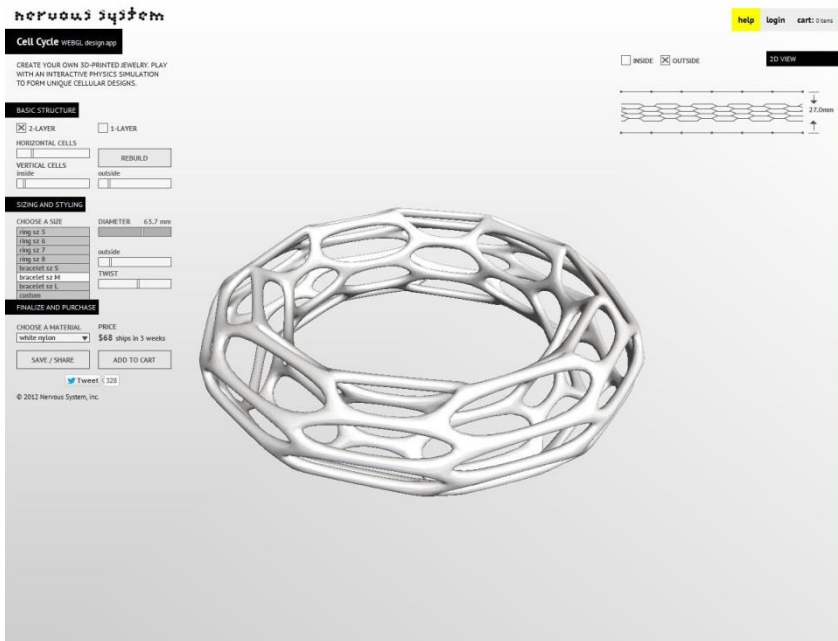 nervous system
help login cart: 0 items
Cell Cycle WEBGL design app
CREATE YOUR OWN 3D-PRINTED JEWELRY. PLAY
WITH AN INTERACTIVE PHYSICS SIMULATION
TO FORM UNIQUE CELLULAR DESIGNS.
INSIDE OUTSIDE
2D VIEW
27.0mm
BASIC STRUCTURE
2-LAYER 1-LAYER
HORIZONTAL CELLS
REBUILD
VERTICAL CELLS
inside outside
SIZING AND STYLING
CHOOSE A SIZE
DIAMETER 63.7 mm
ring sz 5
ring sz 6
ring sz 7
ring sz 8
bracelet sz S
bracelet sz M
bracelet sz L
custom
outside
TWIST
FINALIZE AND PURCHASE
CHOOSE A MATERIAL
PRICE
white nylon
$68 ships in 3 weeks
SAVE / SHARE
ADD TO CART
Tweet 328
© 2012 Nervous System, inc.